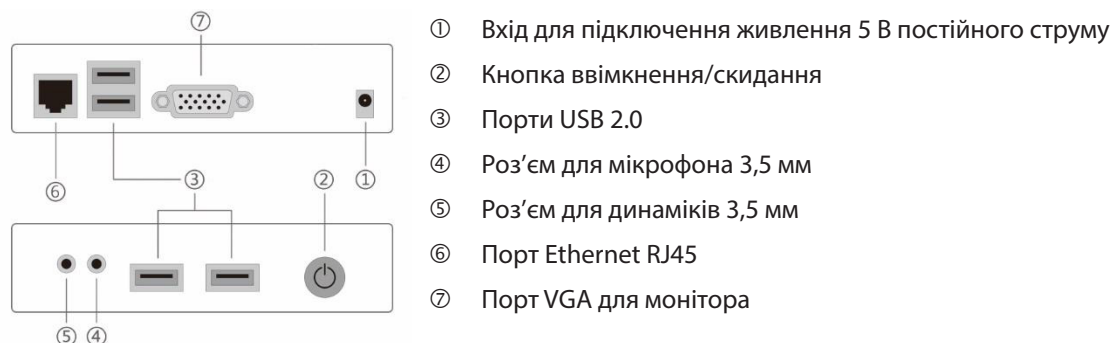 ⑦
⑥
③
②
①
⑤ ④
① Вхід для підключення живлення 5 В постійного струму
② Кнопка ввімкнення/скидання
③ Порти USB 2.0
④ Роз’єм для мікрофона 3,5 мм
⑤ Роз’єм для динаміків 3,5 мм
⑥ Порт Ethernet RJ45
⑦ Порт VGA для монітора